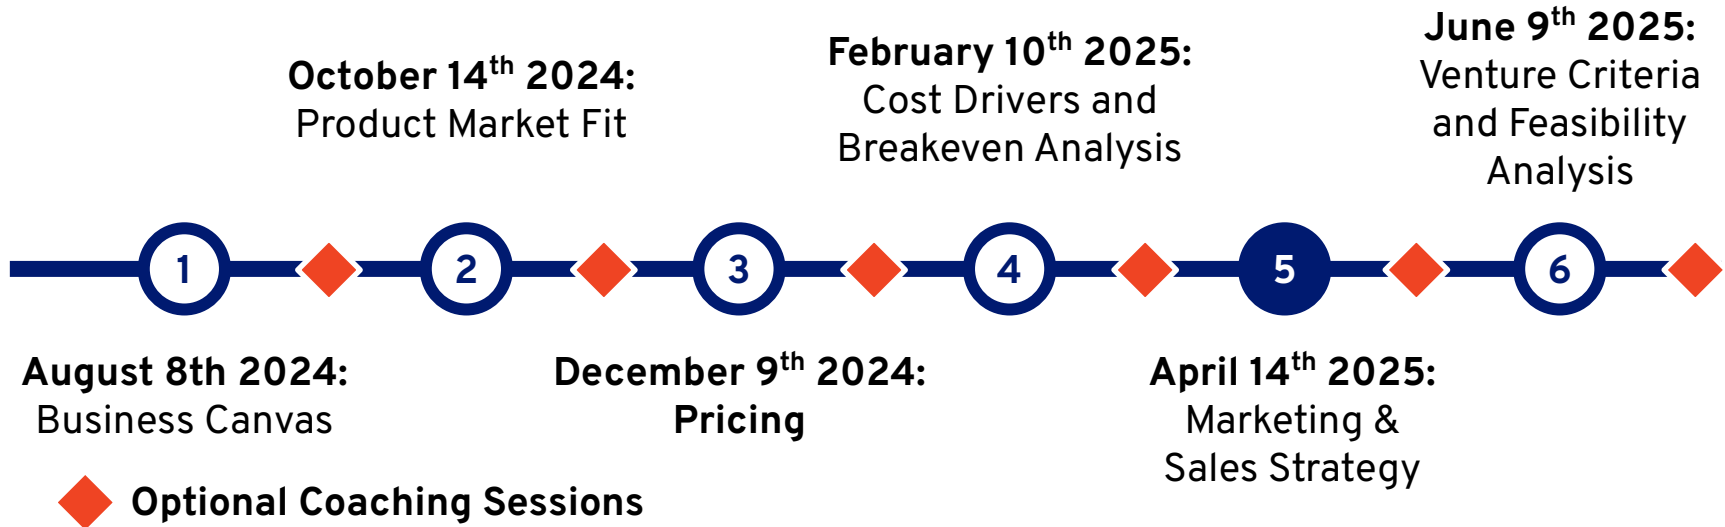 October 14th 2024:
Product Market Fit
February 10th 2025:
Cost Drivers and
Breakeven Analysis
June 9th 2025:
Venture Criteria
and Feasibility
Analysis
1
2
3
4
5
6
August 8th 2024:
Business Canvas
December 9th 2024:
Pricing
April 14th 2025:
Marketing &
Sales Strategy
Optional Coaching Sessions